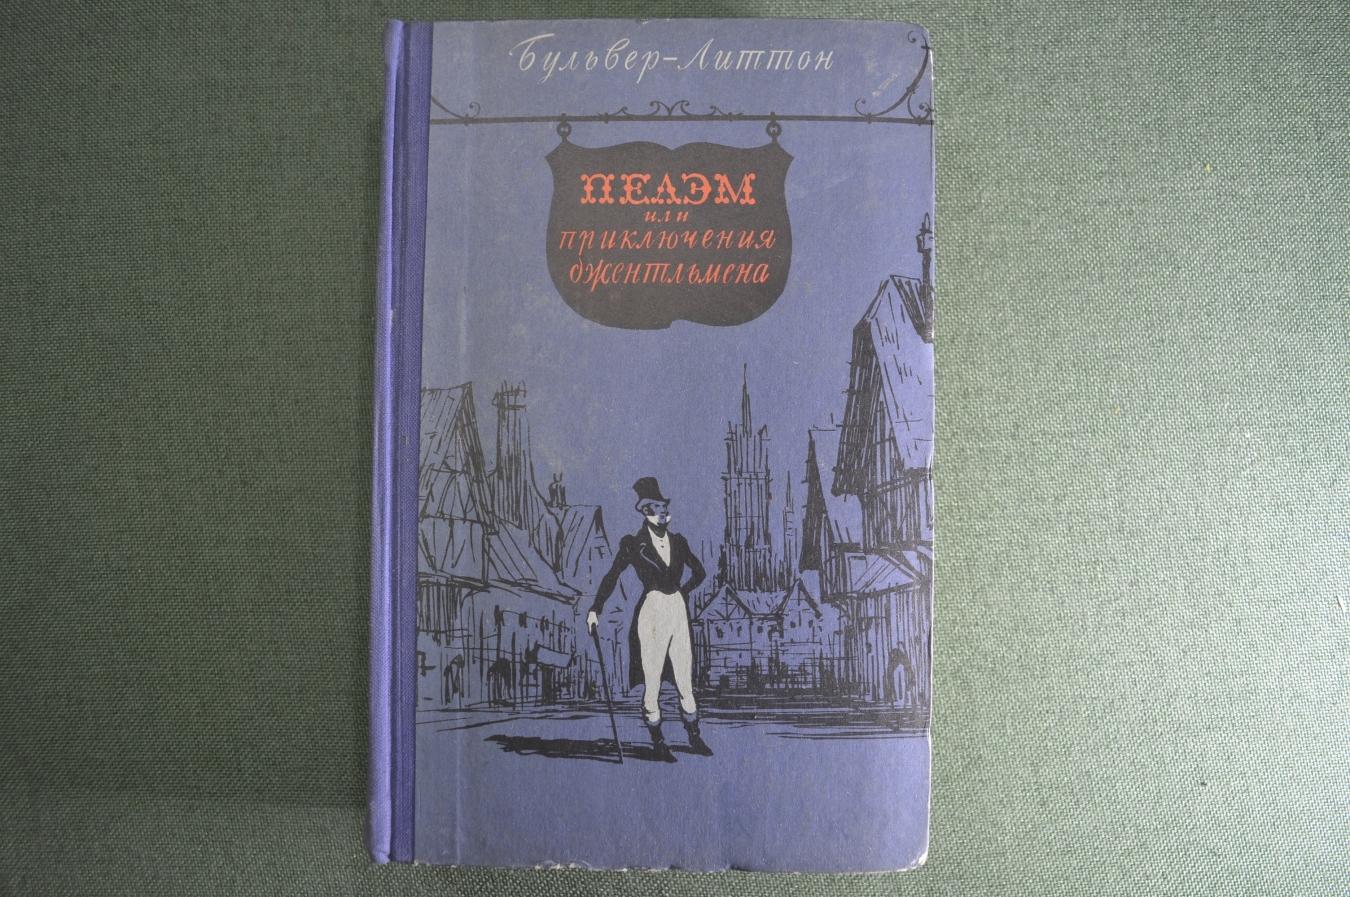 Бульвер-Литтон
ПЕЛЭМ
или
приключения
джентльмена